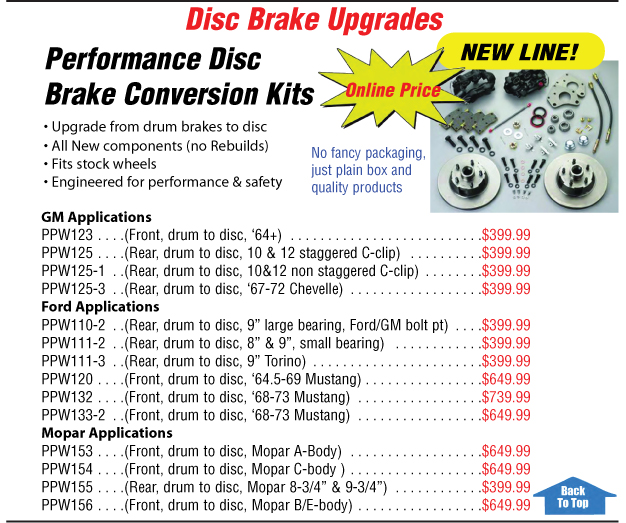 Disc Brake Upgrades
Performance Disc
Brake Conversion Kits
Online Price
NEW LINE!
• Upgrade from drum brakes to disc
• All New components (no Rebuilds)
• Fits stock wheels
• Engineered for performance & safety
No fancy packaging,
just plain box and
quality products
GM Applications
PPW123 . . . .(Front, drum to disc, ‘64+) . . . . . . . . . . . . . . . . . . . . . . . . .$399.99
PPW125 . . . .(Rear, drum to disc, 10 & 12 staggered C-clip) . . . . . . . . . .$399.99
PPW125-1 . .(Rear, drum to disc, 10&12 non staggered C-clip) . . . . . . . .$399.99
PPW125-3 . .(Rear, drum to disc, ‘67-72 Chevelle) . . . . . . . . . . . . . . . . .$399.99
Ford Applications
PPW110-2 . .(Rear, drum to disc, 9” large bearing, Ford/GM bolt pt) . . . .$399.99
PPW111-2 . .(Rear, drum to disc, 8” & 9”, small bearing) . . . . . . . . . . . .$399.99
PPW111-3 . .(Rear, drum to disc, 9” Torino) . . . . . . . . . . . . . . . . . . . . . .$399.99
PPW120 . . . .(Front, drum to disc, ‘64.5-69 Mustang) . . . . . . . . . . . . . . .$649.99
PPW132 . . . .(Front, drum to disc, ‘68-73 Mustang) . . . . . . . . . . . . . . . .$739.99
PPW133-2 . .(Front, drum to disc, ‘68-73 Mustang) . . . . . . . . . . . . . . . .$649.99
Mopar Applications
PPW153 . . . .(Front, drum to disc, Mopar A-Body) . . . . . . . . . . . . . . . . .$649.99
PPW154 . . . .(Front, drum to disc, Mopar C-body ) . . . . . . . . . . . . . . . . .$649.99
PPW155 . . . .(Rear, drum to disc, Mopar 8-3/4” & 9-3/4”) . . . . . . . . . . . .$399.99
PPW156 . . . .(Front, drum to disc, Mopar B/E-body) . . . . . . . . . . . . . . . .$649.99
Back
To Top